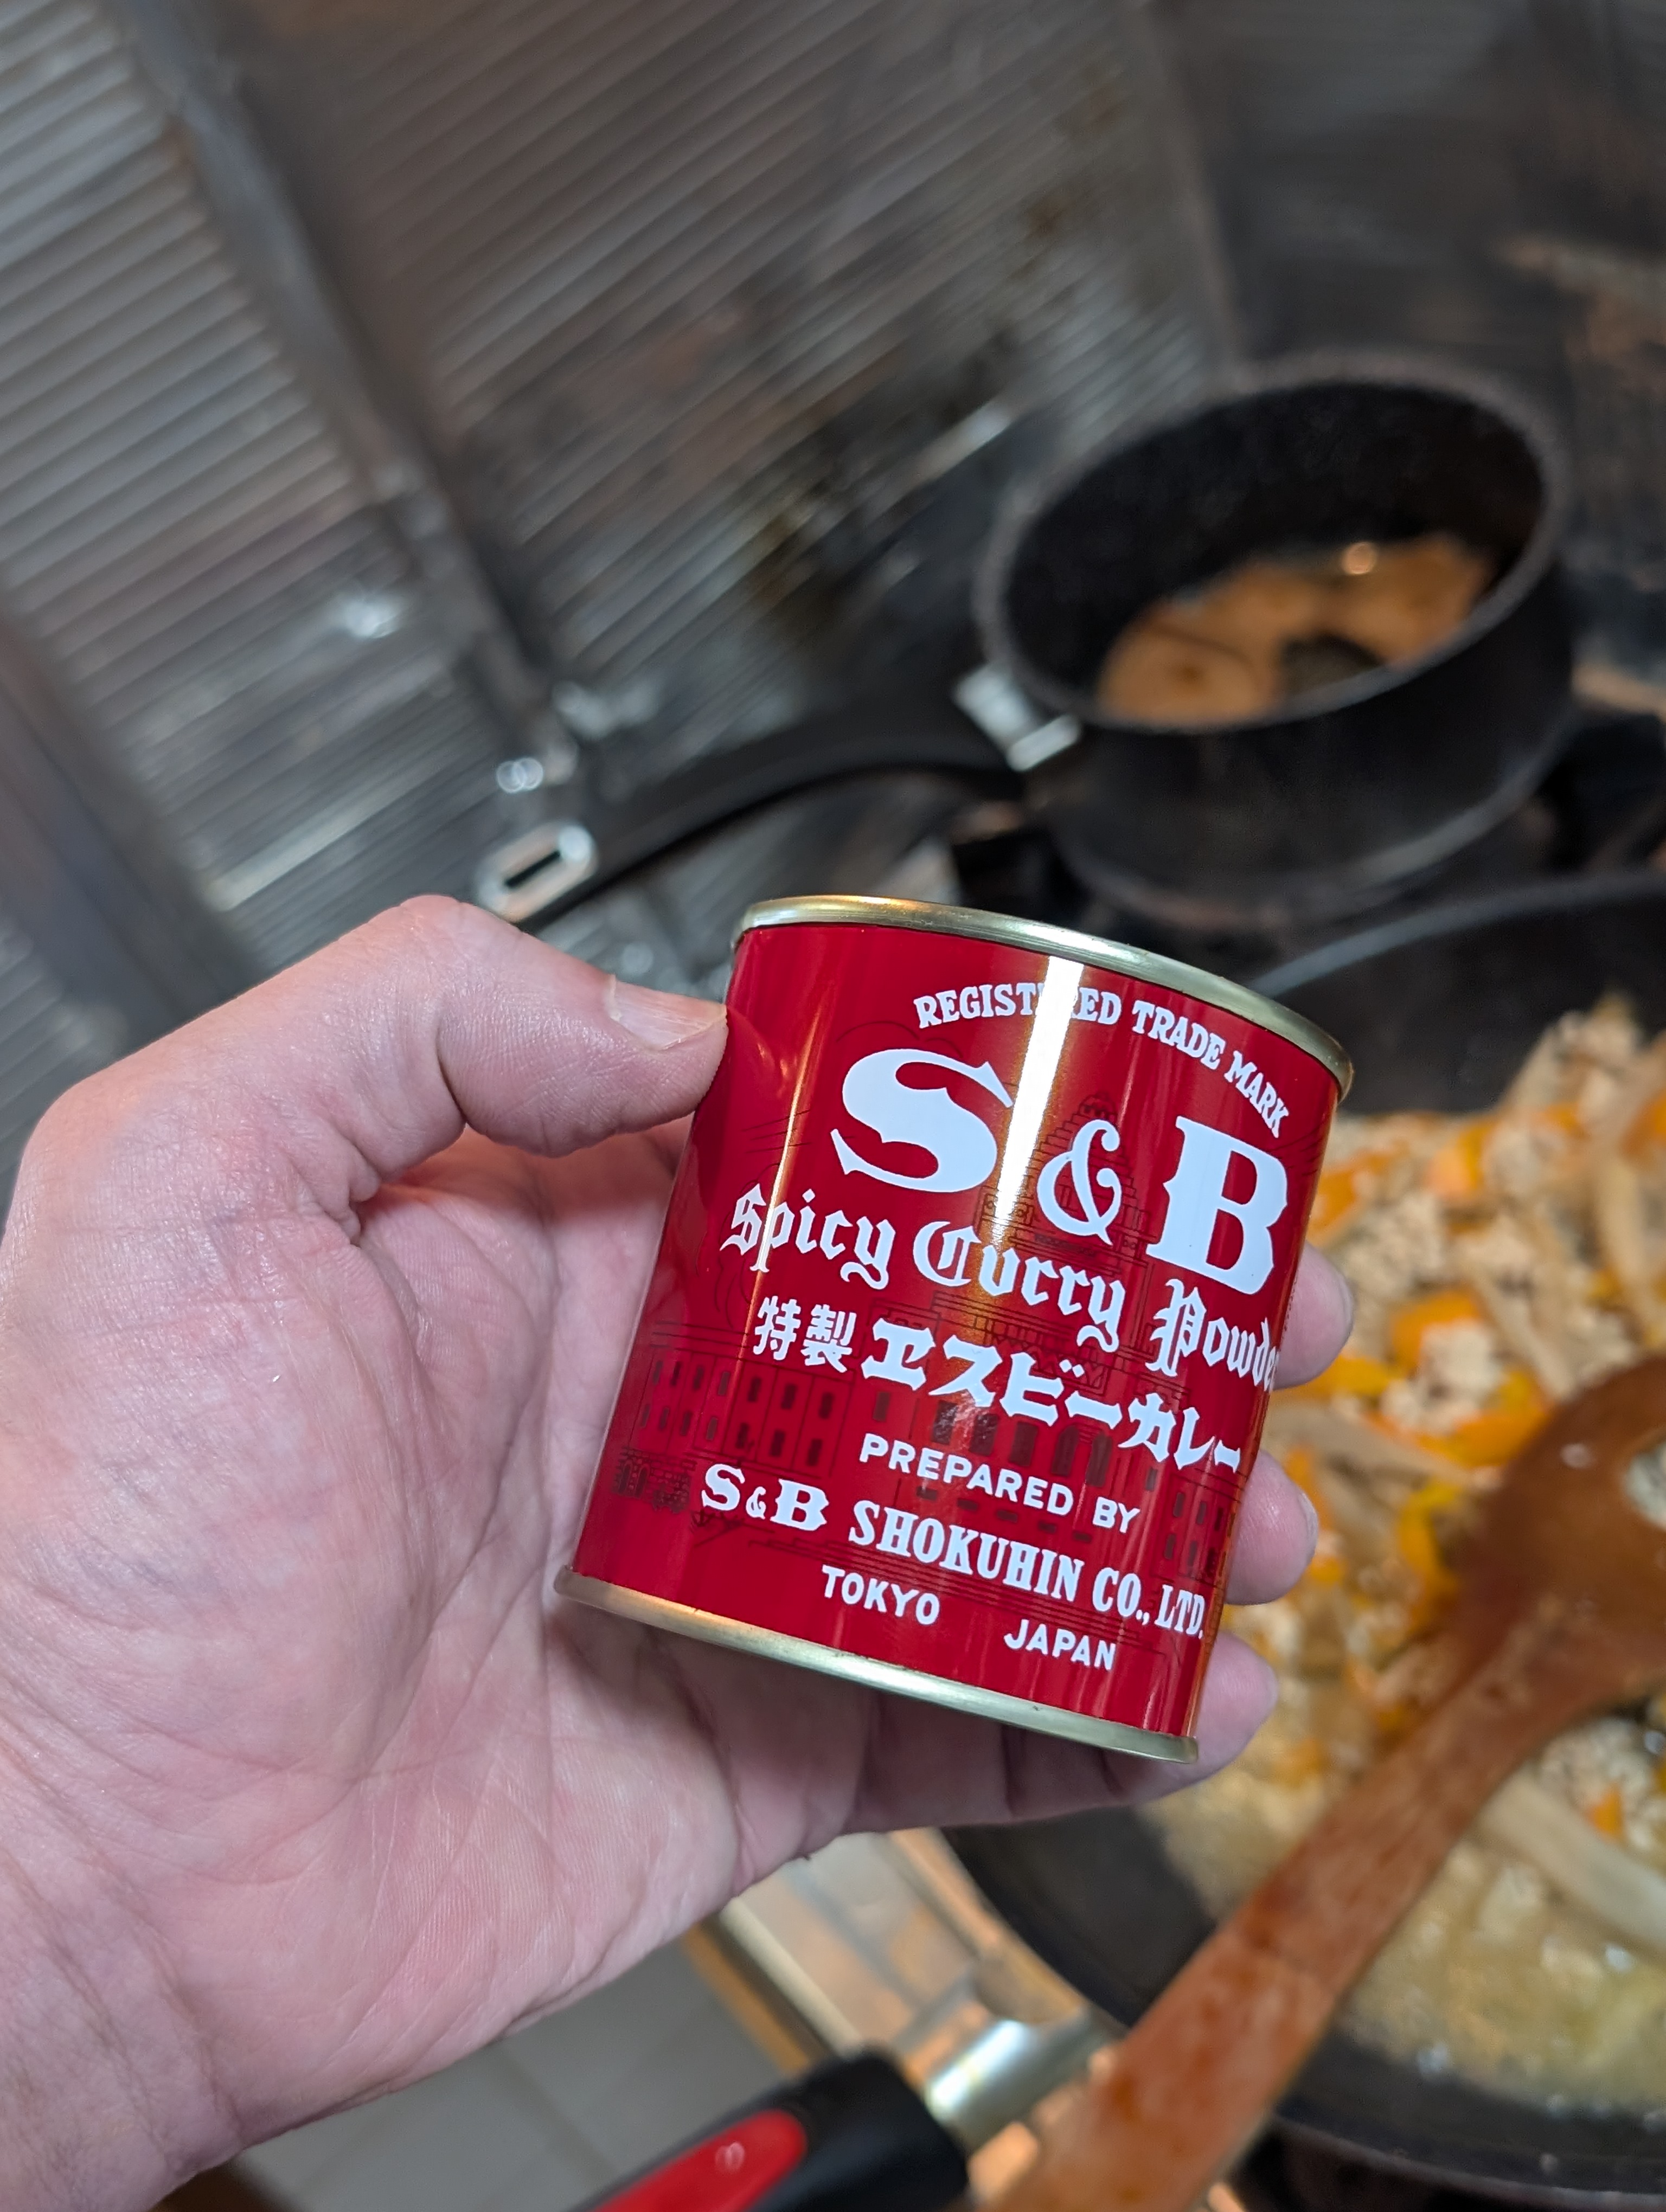 REGISTERED TRADE MARK
S&B
Spicy Curry Powder
特製エスビーカレー
PREPARED BY
S&B SHOKUHIN CO., LTD.
TOKYO JAPAN